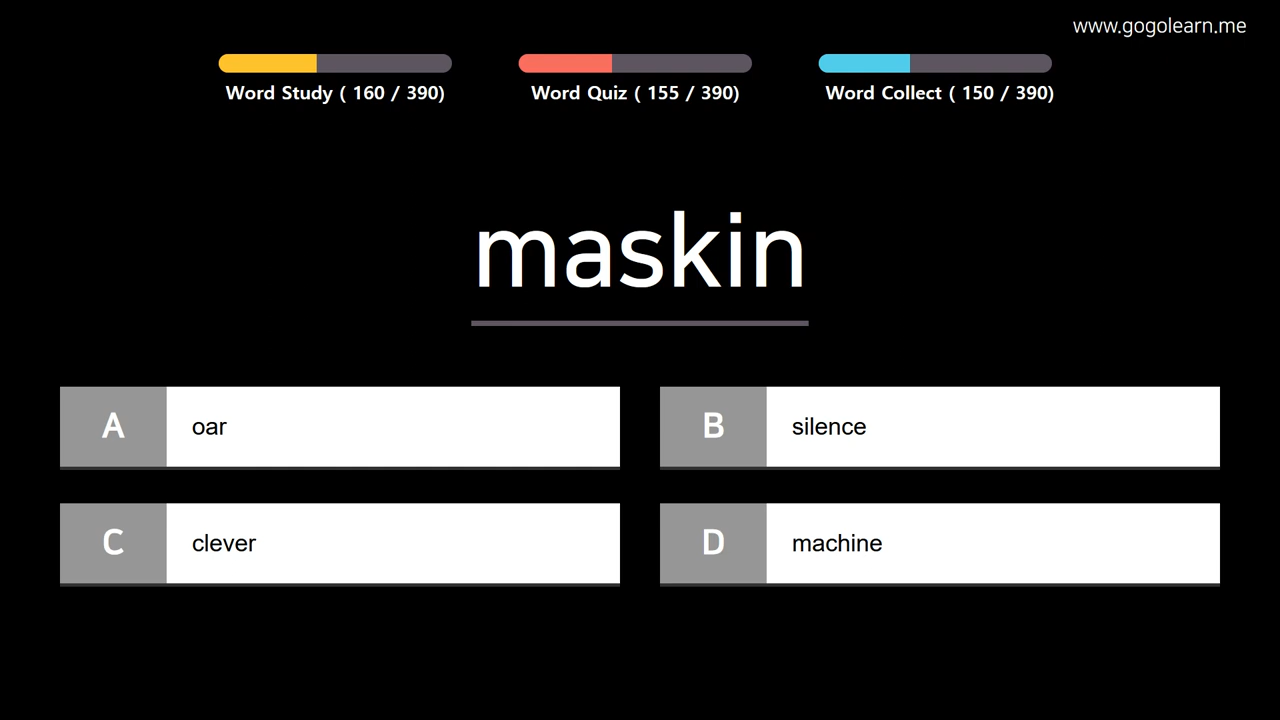 www.gogolearn.me
Word Study ( 160 / 390)
Word Quiz ( 155 / 390)
Word Collect ( 150 / 390)
maskin
A oar
B silence
C clever
D machine